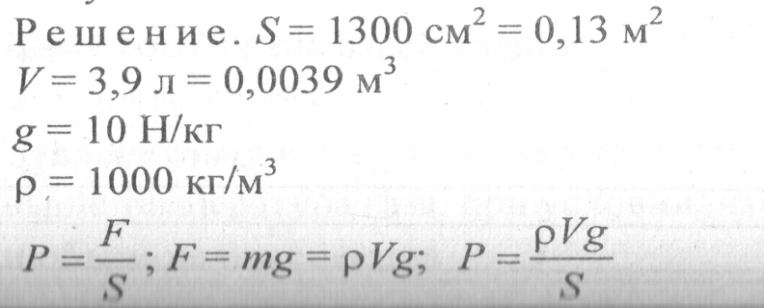 Решение. S = 1300 см² = 0,13 м²
V = 3,9 л = 0,0039 м³
g = 10 Н/кг
ρ = 1000 кг/м³
P = F/S; F = mg = ρVg; P = ρVg/S